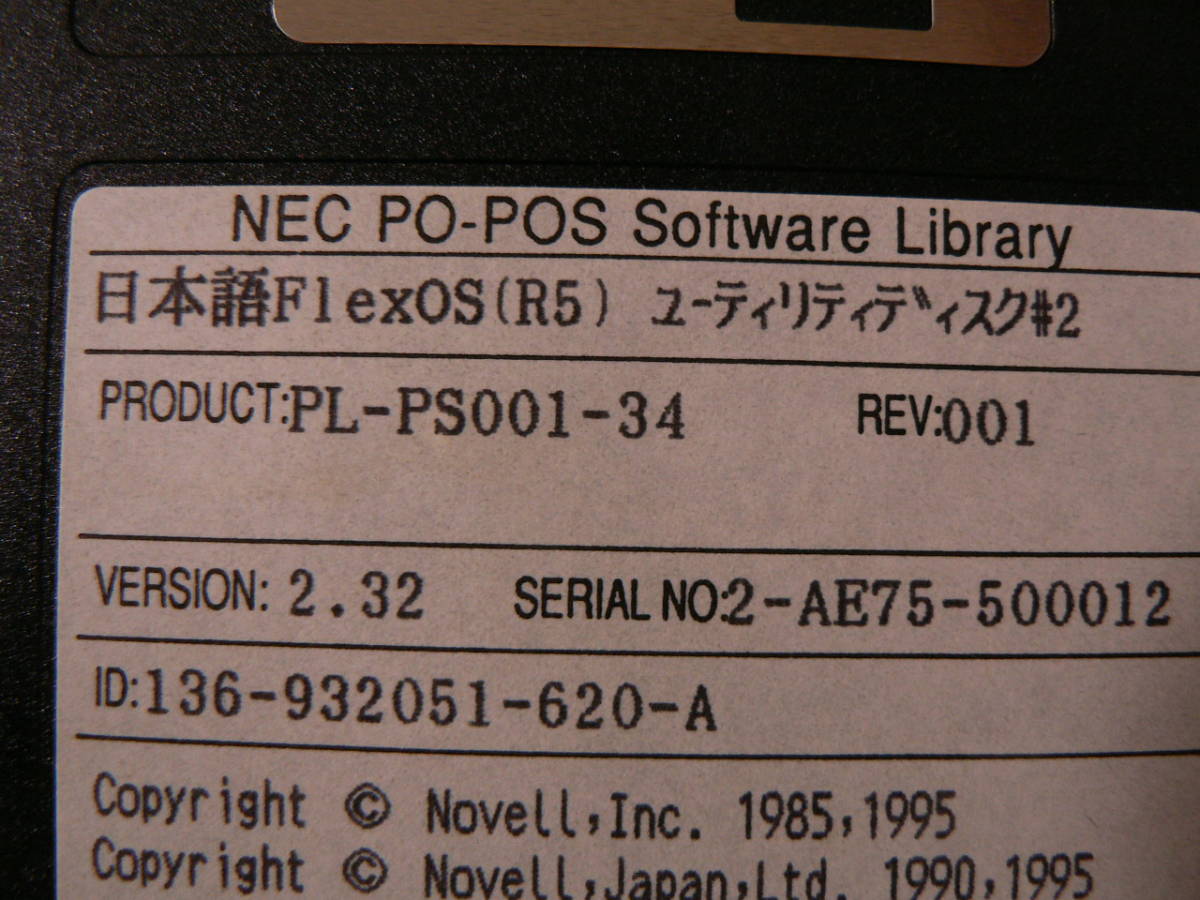 NEC PO-POS Software Library
日本語FlexOS(R5) ﾕｰﾃｨﾘﾃｨﾃﾞｨｽｸ#2
PRODUCT:PL-PS001-34 REV:001
VERSION: 2.32 SERIAL NO:2-AE75-500012
ID:136-932051-620-A
Copyright © Novell,Inc. 1985,1995
Copyright © Novell,Japan,Ltd. 1990,1995